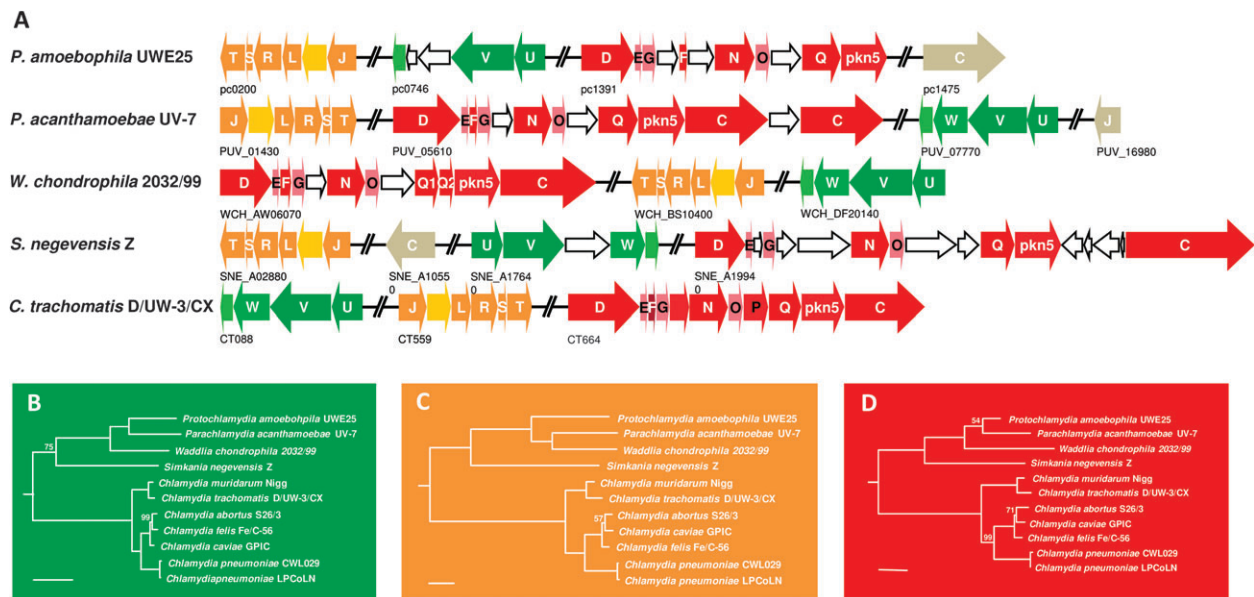 A
P. amoebophila UWE25
T S R L J V U D E G F N O Q pkn5 C
pc0200 pc0746 pc1391 pc1475
P. acanthamoebae UV-7
J L R S T D E F G N O Q pkn5 C C W V U J
PUV_01430 PUV_05610 PUV_07770 PUV_16980
W. chondrophila 2032/99
D E F G N O Q1 Q2 pkn5 C T S R L J W V U
WCH_AW06070 WCH_BS10400 WCH_DF20140
S. negevensis Z
T S R L J C U V W D E G N O Q pkn5 C
SNE_A02880 SNE_A1055 SNE_A1764 SNE_A1994
0 0 0
C. trachomatis D/UW-3/CX
W V U J L R S T D E F G N O P Q pkn5 C
CT088 CT559 CT664
B
Protochlamydia amoebohpila UWE25
Parachlamydia acanthamoebae UV-7
75
Waddlia chondrophila 2032/99
Simkania negevensis Z
Chlamydia muridarum Nigg
Chlamydia trachomatis D/UW-3/CX
Chlamydia abortus S26/3
99
Chlamydia felis Fe/C-56
Chlamydia caviae GPIC
Chlamydia pneumoniae CWL029
Chlamydiapneumoniae LPCoLN
C
Protochlamydia amoebophila UWE25
Parachlamydia acanthamoebae UV-7
Waddlia chondrophila 2032/99
Simkania negevensis Z
Chlamydia muridarum Nigg
Chlamydia trachomatis D/UW-3/CX
Chlamydia abortus S26/3
57
Chlamydia caviae GPIC
Chlamydia felis Fe/C-56
Chlamydia pneumoniae CWL029
Chlamydia pneumoniae LPCoLN
D
54
Protochlamydia amoebophila UWE25
Parachlamydia acanthamoebae UV-7
Waddlia chondrophila 2032/99
Simkania negevensis Z
Chlamydia muridarum Nigg
Chlamydia trachomatis D/UW-3/CX
Chlamydia abortus S26/3
71
Chlamydia caviae GPIC
99
Chlamydia felis Fe/C-56
Chlamydia pneumoniae CWL029
Chlamydia pneumoniae LPCoLN